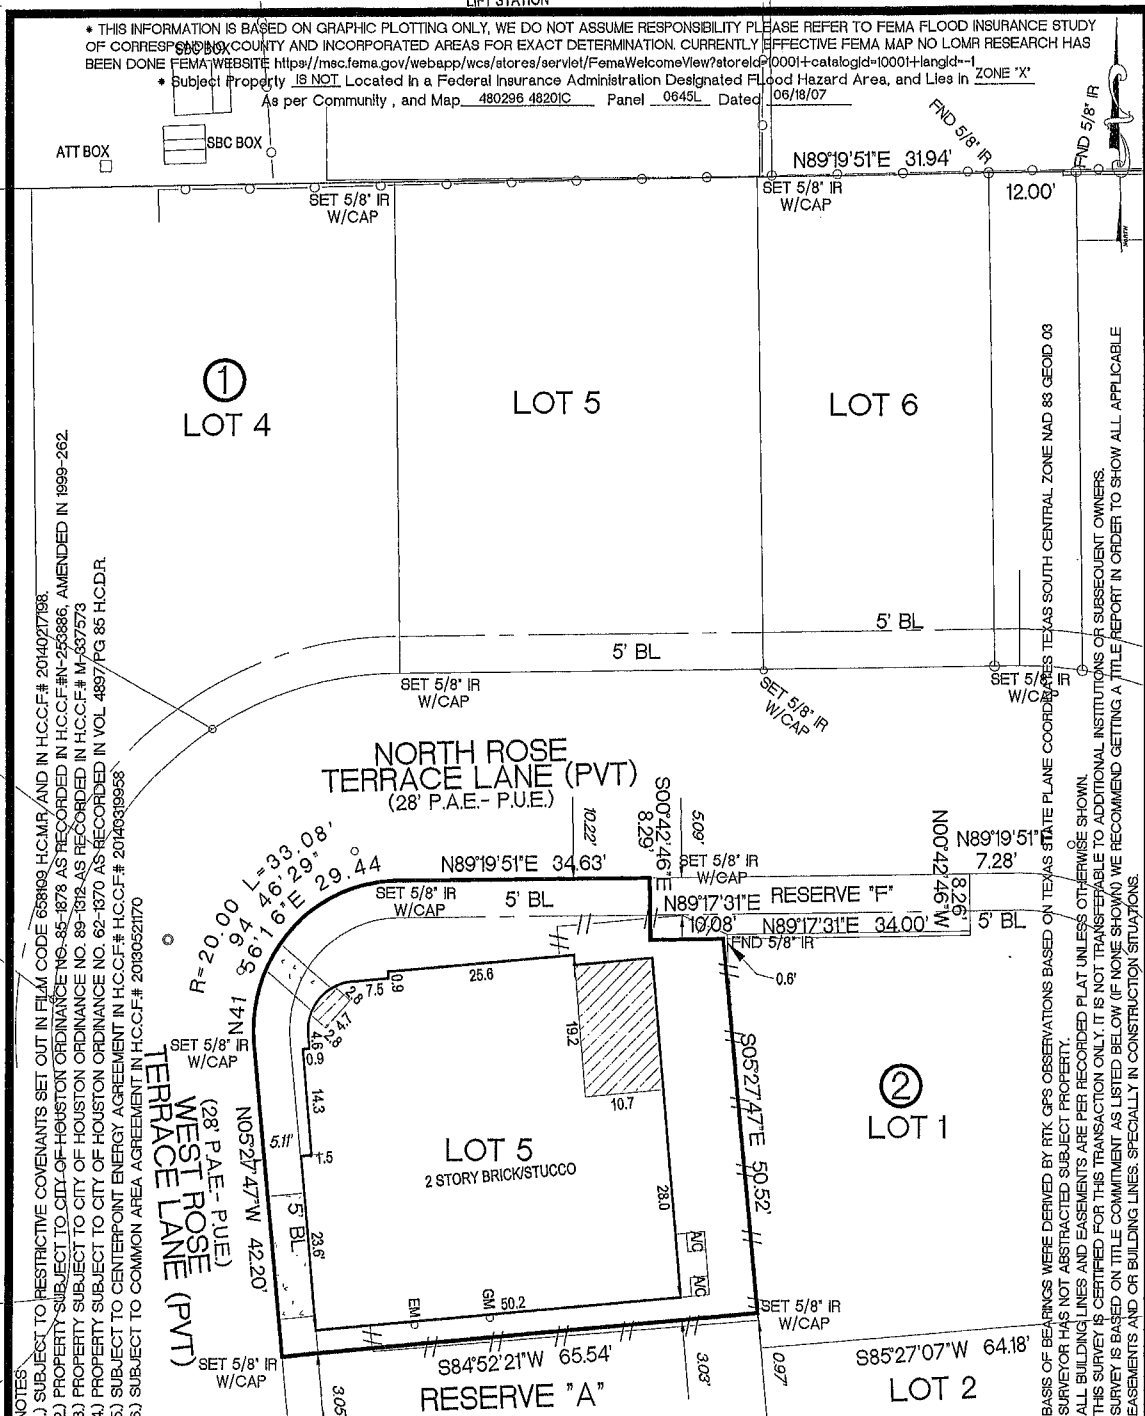 LIFT STATION
* THIS INFORMATION IS BASED ON GRAPHIC PLOTTING ONLY, WE DO NOT ASSUME RESPONSIBILITY PLEASE REFER TO FEMA FLOOD INSURANCE STUDY
OF CORRESPONDING COUNTY AND INCORPORATED AREAS FOR EXACT DETERMINATION. CURRENTLY EFFECTIVE FEMA MAP NO LOMR RESEARCH HAS
SBC BOX
BEEN DONE FEMA WEBSITE https://msc.fema.gov/webapp/wcs/stores/servlet/FemaWelcomeView?storeId=10001+catalogId=10001+langId=-1
* Subject Property IS NOT Located in a Federal Insurance Administration Designated Flood Hazard Area, and Lies in ZONE "X"
As per Community , and Map 480296 48201C Panel 0645L Dated 06/18/07
ATT BOX
SBC BOX
FND 5/8" IR
FND 5/8" IR
N89°19'51"E 31.94'
SET 5/8" IR
W/CAP
SET 5/8" IR
W/CAP
12.00'
NORTH
1
LOT 4
LOT 5
LOT 6
5' BL
5' BL
SET 5/8" IR
W/CAP
SET 5/8" IR
W/CAP
SET 5/8" IR
W/CAP
NORTH ROSE
TERRACE LANE (PVT)
(28' P.A.E.- P.U.E.)
10.22'
S00°42'46"E
8.29'
5.09'
N00°42'46"W
8.26'
N89°19'51"E
7.28'
N89°19'51"E 34.63'
SET 5/8" IR
W/CAP
SET 5/8" IR
W/CAP
5' BL
N89°17'31"E
10.08'
RESERVE "F"
N89°17'31"E 34.00'
5' BL
FND 5/8" IR
0.6'
R=20.00 L=33.08'
94°46'29"
N41°56'16"E 29.44
25.6
0.9
7.5
2.8
4.7
2.8
4.6
0.9
14.3
1.5
23.6'
19.2
10.7
28.0
50.2
SET 5/8" IR
W/CAP
WEST ROSE
TERRACE LANE (PVT)
(28' P.A.E.- P.U.E.)
N05°27'47"W 42.20'
5.11'
5' BL
LOT 5
2 STORY BRICK/STUCCO
S05°27'47"E 50.52'
2
LOT 1
A/C
A/C
EM
GM
SET 5/8" IR
W/CAP
SET 5/8" IR
W/CAP
S84°52'21"W 65.54'
S85°27'07"W 64.18'
3.05'
3.03'
0.97'
RESERVE "A"
LOT 2
NOTES:
.) SUBJECT TO RESTRICTIVE COVENANTS SET OUT IN FILM CODE 658109 H.C.M.R. AND IN H.C.C.F.# 20140217198.
2.) PROPERTY SUBJECT TO CITY OF HOUSTON ORDINANCE NO. 85-1878 AS RECORDED IN H.C.C.F.#N-253886, AMENDED IN 1999-262.
3.) PROPERTY SUBJECT TO CITY OF HOUSTON ORDINANCE NO. 89-1312 AS RECORDED IN H.C.C.F.# M-337573
4.) PROPERTY SUBJECT TO CITY OF HOUSTON ORDINANCE NO. 62-1370 AS RECORDED IN VOL 4897 PG 85 H.C.D.R.
5.) SUBJECT TO CENTERPOINT ENERGY AGREEMENT IN H.C.C.F.# H.C.C.F.# 20140319958
6.) SUBJECT TO COMMON AREA AGREEMENT IN H.C.C.F.# 20130521170
BASIS OF BEARINGS WERE DERIVED BY RTK GPS OBSERVATIONS BASED ON TEXAS STATE PLANE COORDINATES TEXAS SOUTH CENTRAL ZONE NAD 83 GEOID 03
SURVEYOR HAS NOT ABSTRACTED SUBJECT PROPERTY.
ALL BUILDING LINES AND EASEMENTS ARE PER RECORDED PLAT UNLESS OTHERWISE SHOWN.
THIS SURVEY IS CERTIFIED FOR THIS TRANSACTION ONLY. IT IS NOT TRANSFERABLE TO ADDITIONAL INSTITUTIONS OR SUBSEQUENT OWNERS.
SURVEY IS BASED ON TITLE COMMITMENT AS LISTED BELOW (IF NONE SHOWN) WE RECOMMEND GETTING A TITLE REPORT IN ORDER TO SHOW ALL APPLICABLE
EASEMENTS AND OR BUILDING LINES. SPECIALLY IN CONSTRUCTION SITUATIONS.